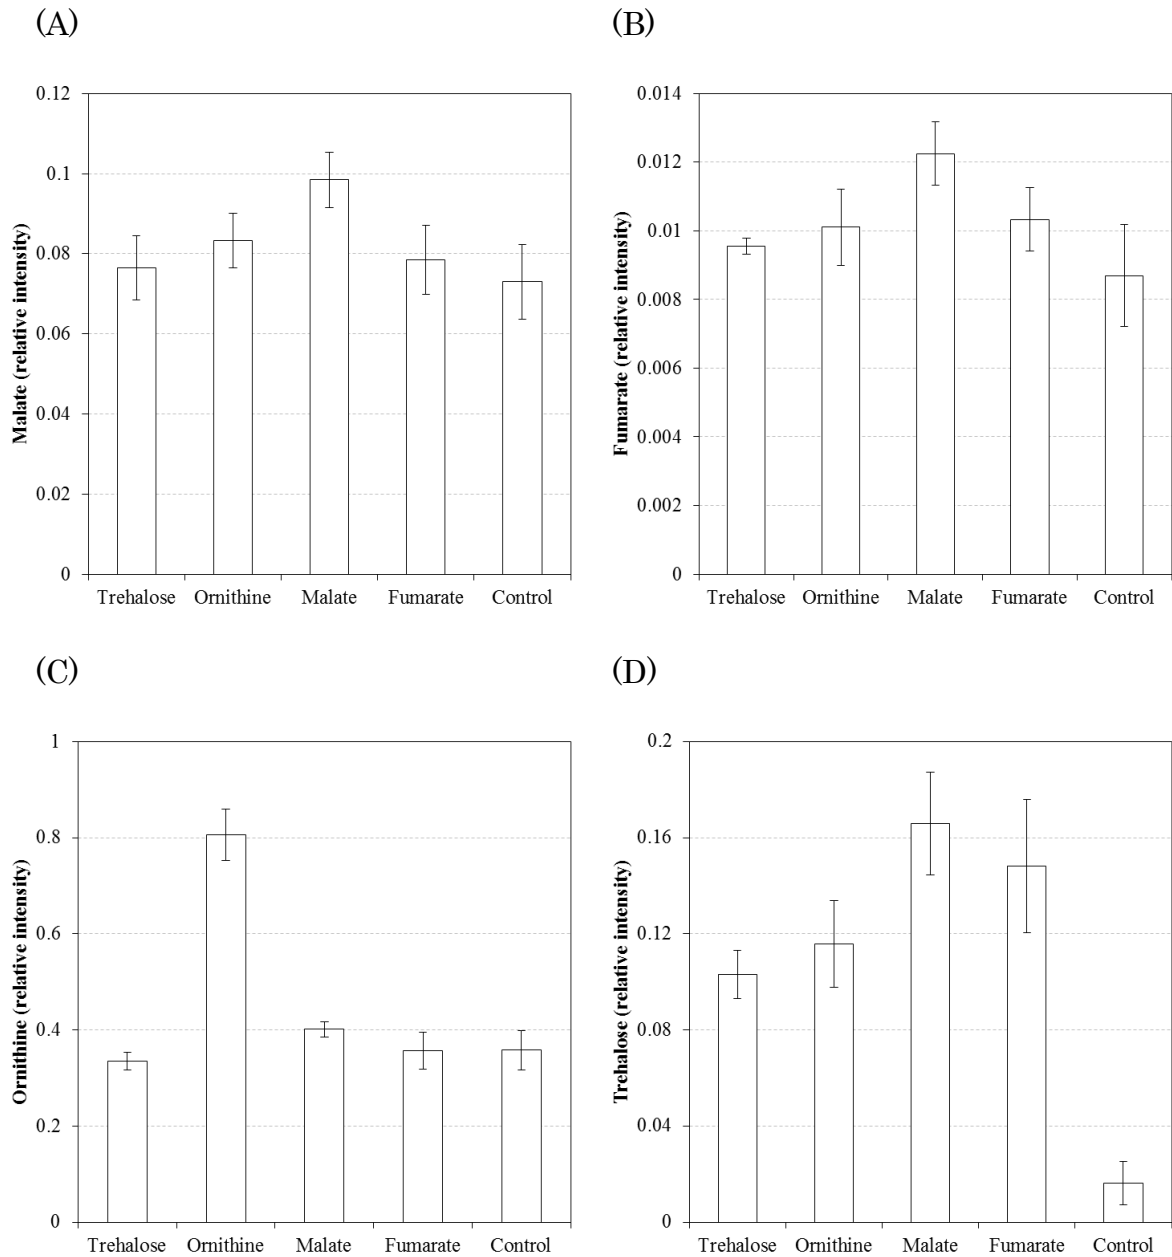 (A)
Malate (relative intensity)
0.12
0.1
0.08
0.06
0.04
0.02
0
Trehalose Ornithine Malate Fumarate Control
(B)
Fumarate (relative intensity)
0.014
0.012
0.01
0.008
0.006
0.004
0.002
0
Trehalose Ornithine Malate Fumarate Control
(C)
Ornithine (relative intensity)
1
0.8
0.6
0.4
0.2
0
Trehalose Ornithine Malate Fumarate Control
(D)
Trehalose (relative intensity)
0.2
0.16
0.12
0.08
0.04
0
Trehalose Ornithine Malate Fumarate Control